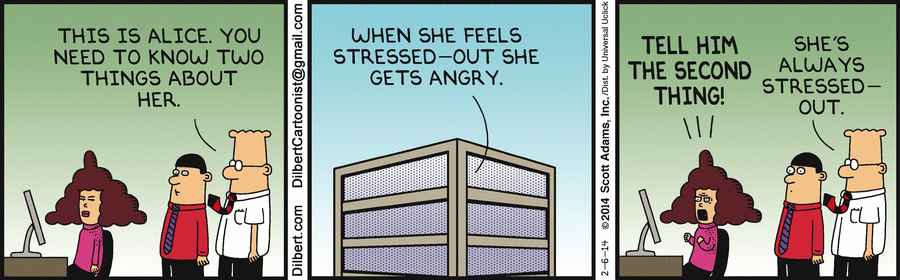 THIS IS ALICE. YOU
NEED TO KNOW TWO
THINGS ABOUT
HER.
Dilbert.com DilbertCartoonist@gmail.com
WHEN SHE FEELS
STRESSED—OUT SHE
GETS ANGRY.
2-6-14 © 2014 Scott Adams, Inc. /Dist. by Universal Uclick
TELL HIM
THE SECOND
THING!
SHE'S
ALWAYS
STRESSED—
OUT.